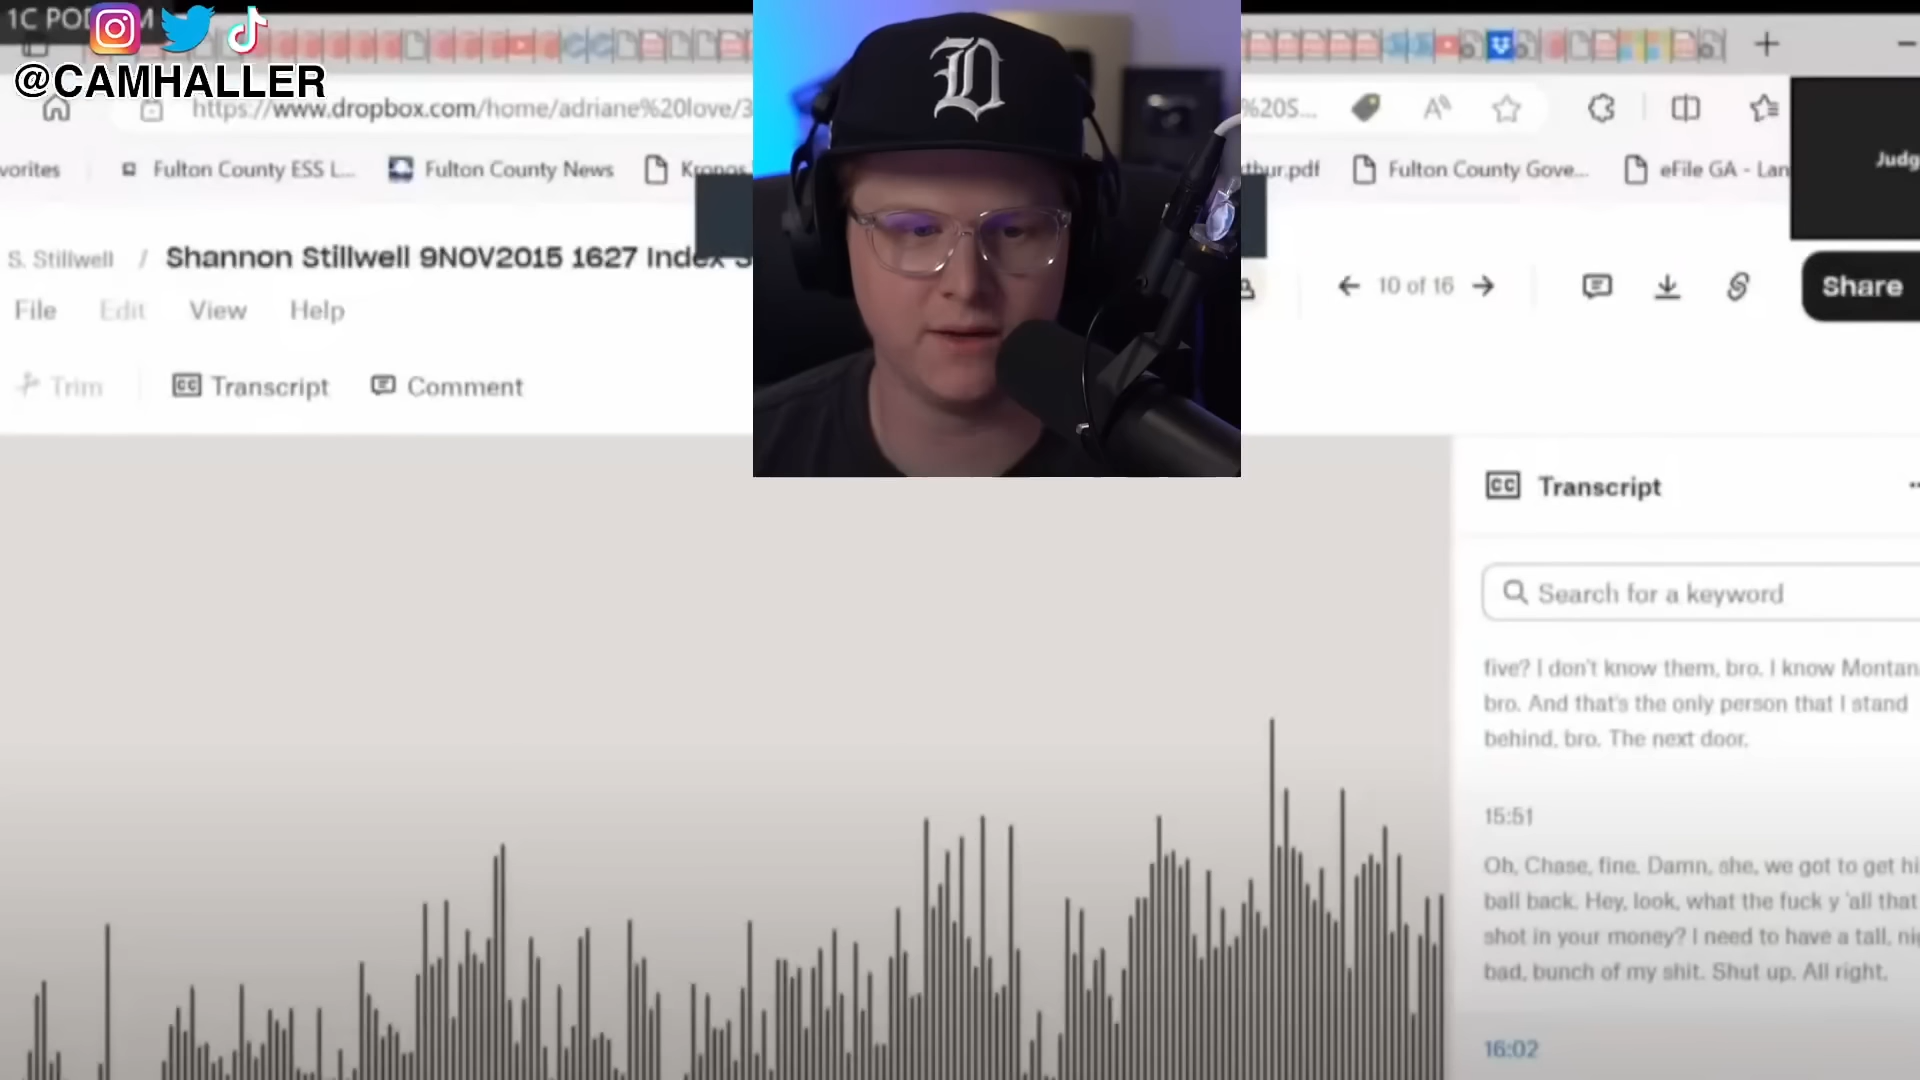 1C PODIUM
@CAMHALLER
https://www.dropbox.com/home/adriane%20love/3
%20S...
vorites
Fulton County ESS L...
Fulton County News
Kronos
thur.pdf
Fulton County Gove...
eFile GA - Lan
Judg
S. Stillwell / Shannon Stillwell 9NOV2015 1627 Index S
10 of 16
Share
File Edit View Help
Trim
CC Transcript
Comment
D
CC Transcript
Search for a keyword
five? I don't know them, bro. I know Montan
bro. And that's the only person that I stand
behind, bro. The next door.
15:51
Oh, Chase, fine. Damn, she, we got to get hi
ball back. Hey, look, what the fuck y 'all that
shot in your money? I need to have a tall, nig
bad, bunch of my shit. Shut up. All right.
16:02